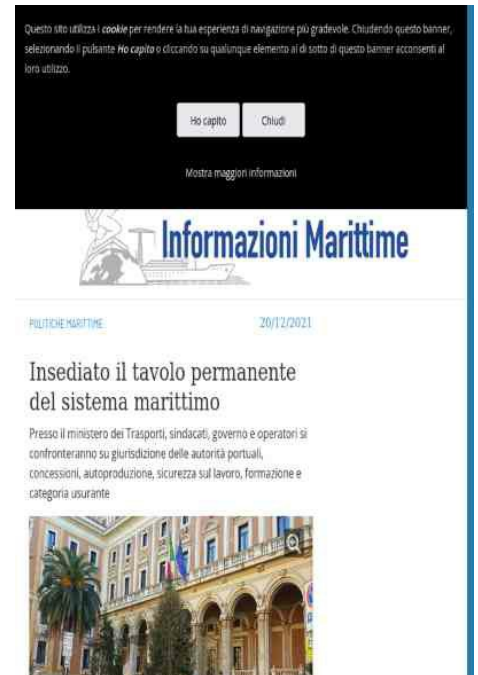 Questo sito utilizza i cookie per rendere la tua esperienza di navigazione più gradevole. Chiudendo questo banner,
selezionando il pulsante Ho capito o cliccando su qualunque elemento al di sotto di questo banner acconsenti al
loro utilizzo.
Ho capito
Chiudi
Mostra maggiori informazioni
Informazioni Marittime
POLITICHE MARITTIME
20/12/2021
Insediato il tavolo permanente
del sistema marittimo
Presso il ministero dei Trasporti, sindacati, governo e operatori si
confronteranno su giurisdizione delle autorità portuali,
concessioni, autoproduzione, sicurezza sul lavoro, formazione e
categoria usurante